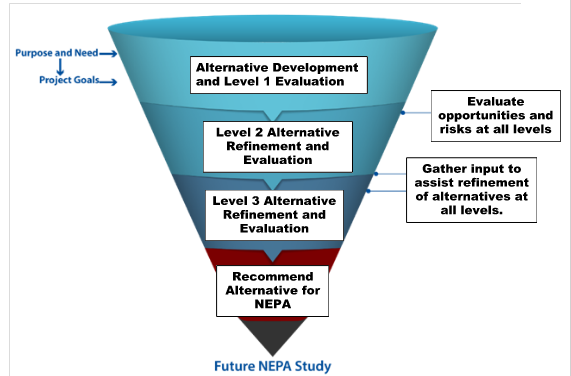 Purpose and Need
Project Goals
Alternative Development
and Level 1 Evaluation
Evaluate
opportunities and
risks at all levels
Level 2 Alternative
Refinement and
Evaluation
Gather input to
assist refinement
of alternatives at
all levels.
Level 3 Alternative
Refinement and
Evaluation
Recommend
Alternative for
NEPA
Future NEPA Study